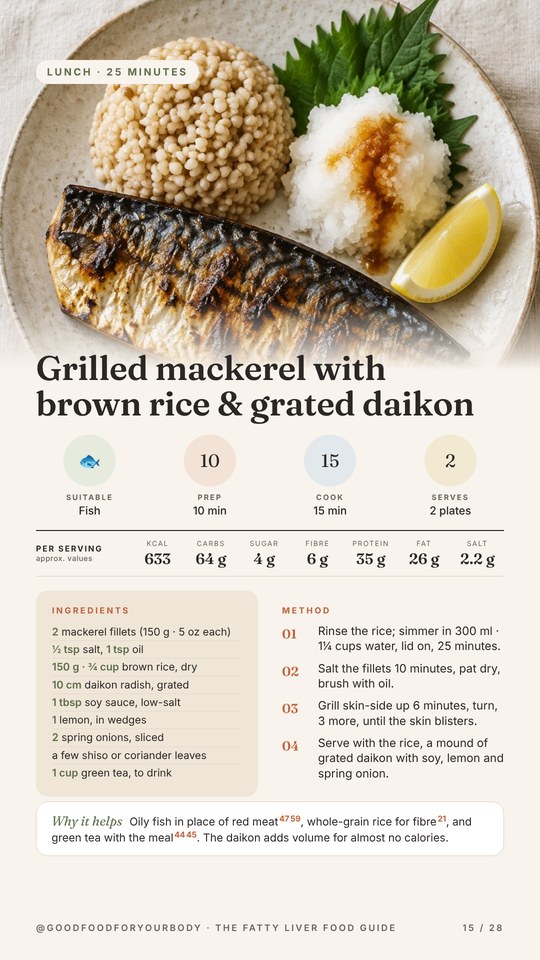 LUNCH · 25 MINUTES
Grilled mackerel with
brown rice & grated daikon
10
15
2
SUITABLE
Fish
PREP
10 min
COOK
15 min
SERVES
2 plates
PER SERVING
approx. values
KCAL
633
CARBS
64 g
SUGAR
4 g
FIBRE
6 g
PROTEIN
35 g
FAT
26 g
SALT
2.2 g
INGREDIENTS
2 mackerel fillets (150 g · 5 oz each)
½ tsp salt, 1 tsp oil
150 g · ¾ cup brown rice, dry
10 cm daikon radish, grated
1 tbsp soy sauce, low-salt
1 lemon, in wedges
2 spring onions, sliced
a few shiso or coriander leaves
1 cup green tea, to drink
METHOD
01 Rinse the rice; simmer in 300 ml ·
1¼ cups water, lid on, 25 minutes.
02 Salt the fillets 10 minutes, pat dry,
brush with oil.
03 Grill skin-side up 6 minutes, turn,
3 more, until the skin blisters.
04 Serve with the rice, a mound of
grated daikon with soy, lemon and
spring onion.
Why it helps Oily fish in place of red meat 47 59, whole-grain rice for fibre 21, and
green tea with the meal 44 45. The daikon adds volume for almost no calories.
@GOODFOODFORYOURBODY · THE FATTY LIVER FOOD GUIDE
15 / 28